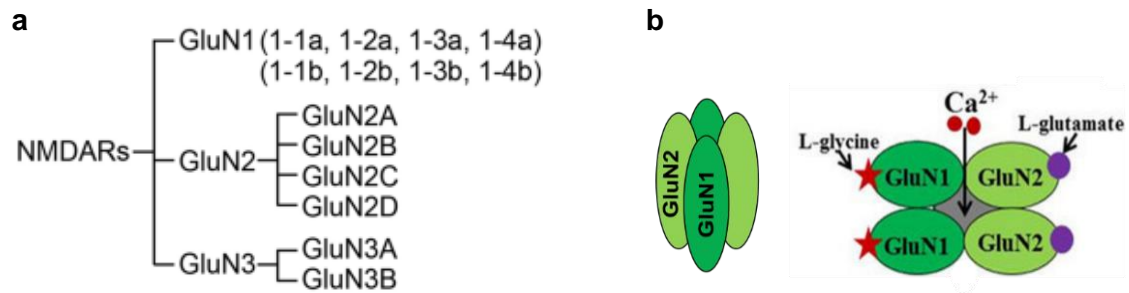 a
GluN1 (1-1a, 1-2a, 1-3a, 1-4a)
(1-1b, 1-2b, 1-3b, 1-4b)
NMDARs
GluN2
GluN2A
GluN2B
GluN2C
GluN2D
GluN3
GluN3A
GluN3B
b
GluN2
GluN1
Ca²⁺
L-glycine
L-glutamate
GluN1
GluN2
GluN1
GluN2